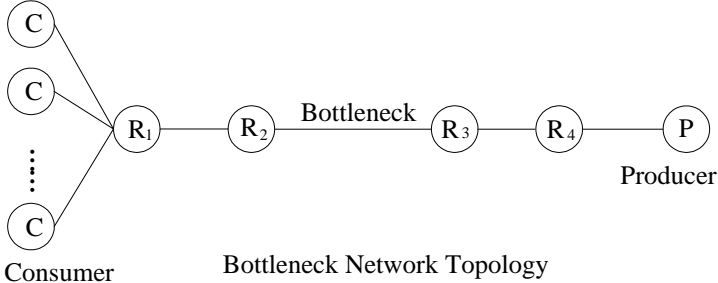 C
C
Bottleneck
R1
R2
R3
R4
P
Producer
C
Bottleneck Network Topology
Consumer